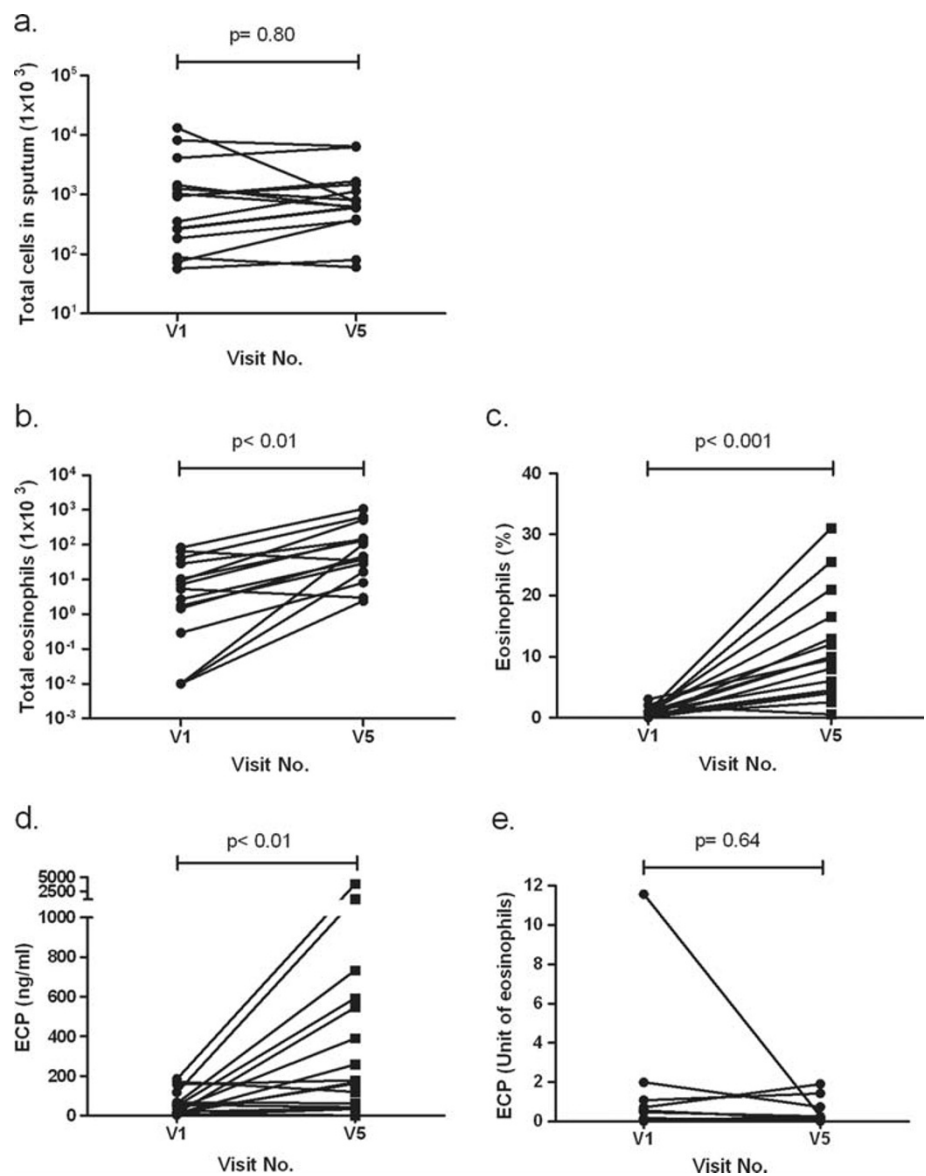 a.
p= 0.80
Total cells in sputum (1x10 ³)
10⁵
10⁴
10³
10²
10¹
V1 V5
Visit No.
b.
p< 0.01
Total eosinophils (1x10 ³)
10⁴
10³
10²
10¹
10⁰
10⁻¹
10⁻²
10⁻³
V1 V5
Visit No.
c.
p< 0.001
Eosinophils (%)
40
30
20
10
0
V1 V5
Visit No.
d.
p< 0.01
ECP (ng/ml)
5000
2500
1000
800
600
400
200
0
V1 V5
Visit No.
e.
p= 0.64
ECP (Unit of eosinophils)
12
10
8
6
4
2
0
V1 V5
Visit No.